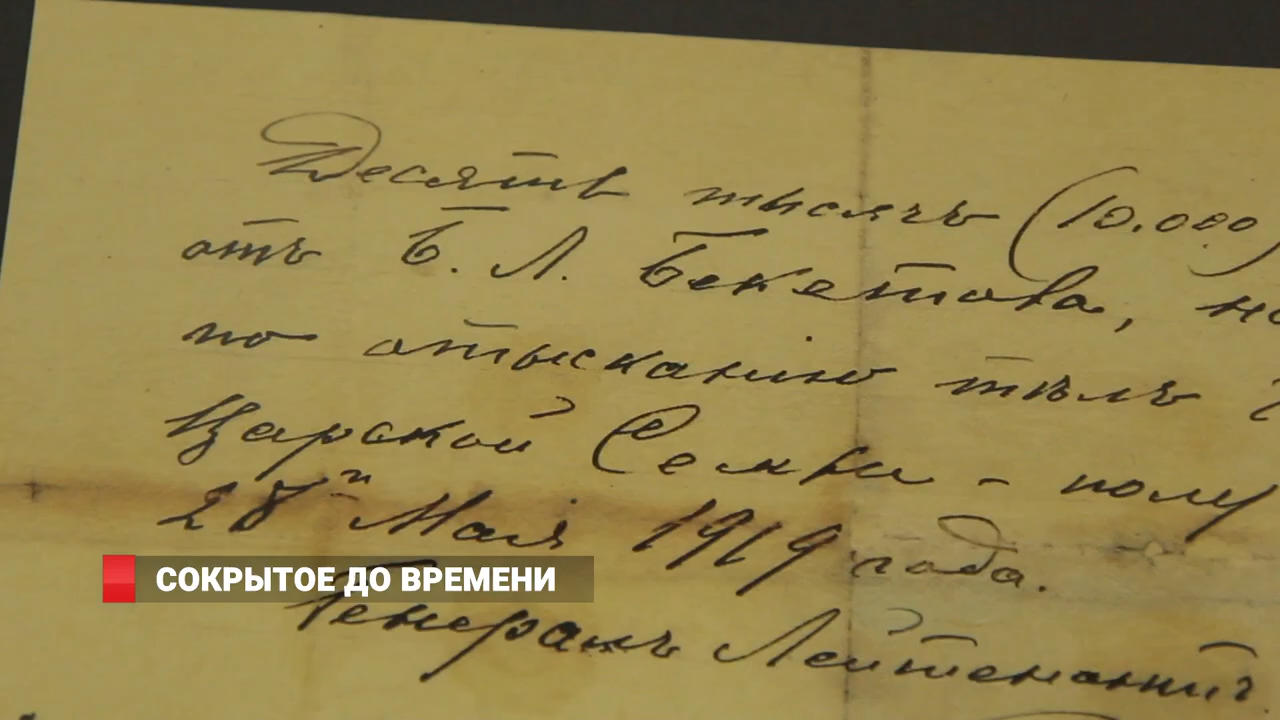 Десять тысячъ (10.000)
отъ Б. Л. Бекетова, на
по отысканію тѣлъ
Царской Семьи - полу
28го Мая 1919 года.
СОКРЫТОЕ ДО ВРЕМЕНИ
Генералъ Лейтенантъ